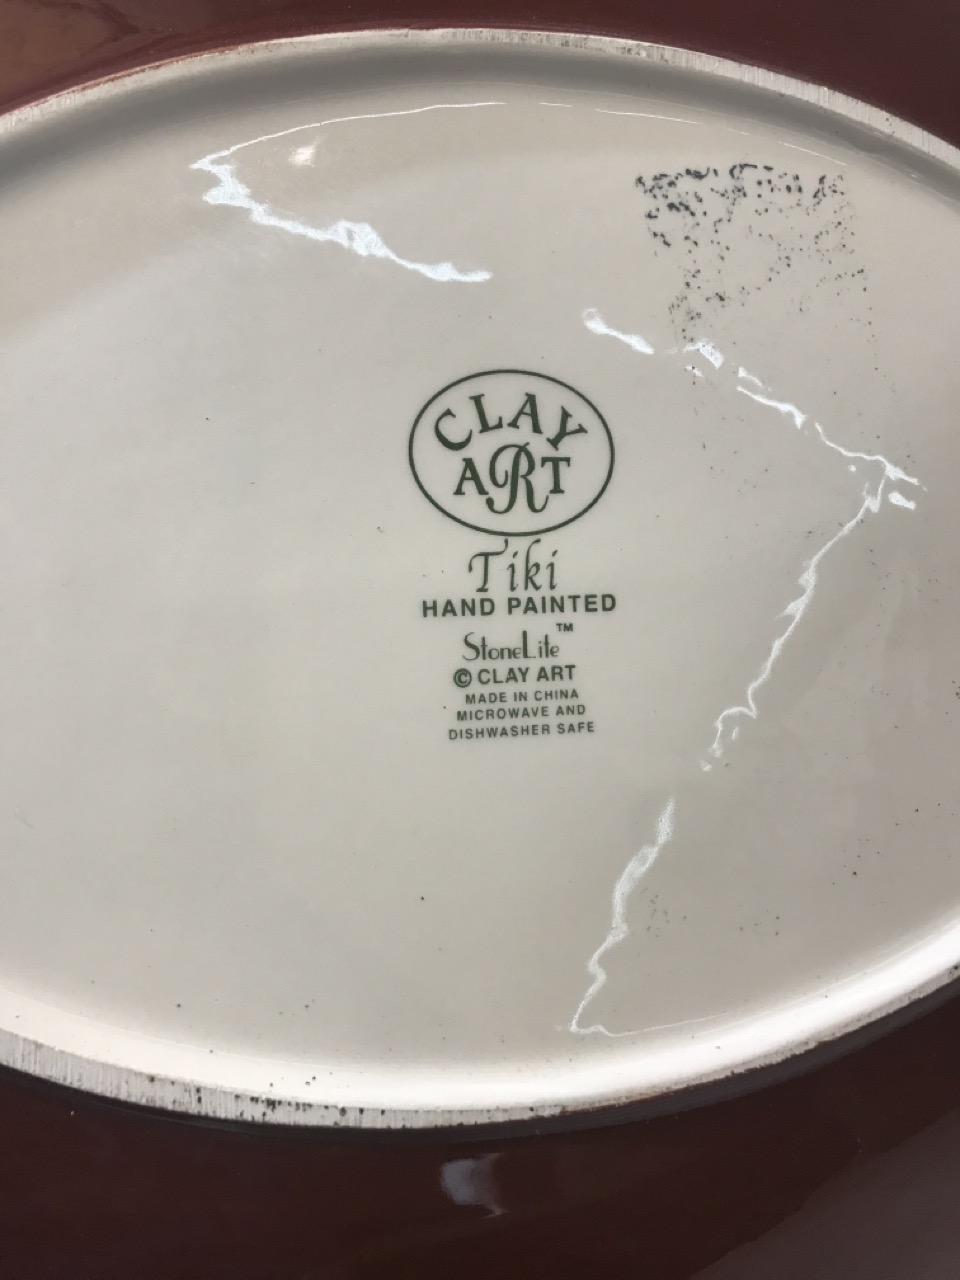 CLAY
ART
Tiki
HAND PAINTED
StoneLite™
© CLAY ART
MADE IN CHINA
MICROWAVE AND
DISHWASHER SAFE